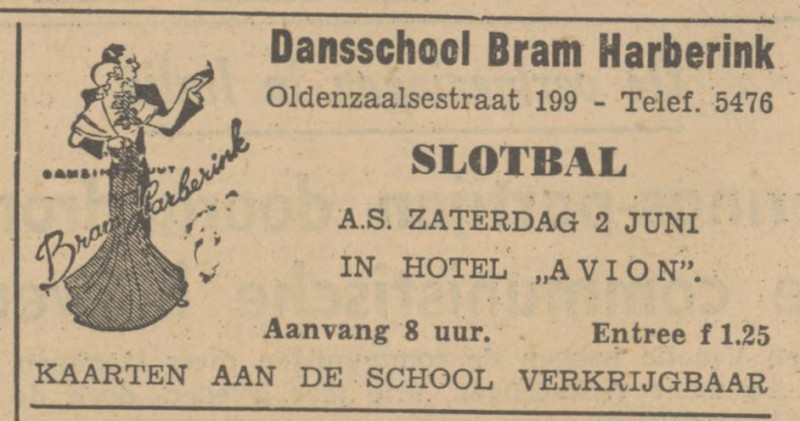 Dansschool Bram Harberink
Oldenzaalsestraat 199 - Telef. 5476
SLOTBAL
A.S. ZATERDAG 2 JUNI
IN HOTEL „AVION”.
Aanvang 8 uur. Entree f 1.25
KAARTEN AAN DE SCHOOL VERKRIJGBAAR
Bram Harberink